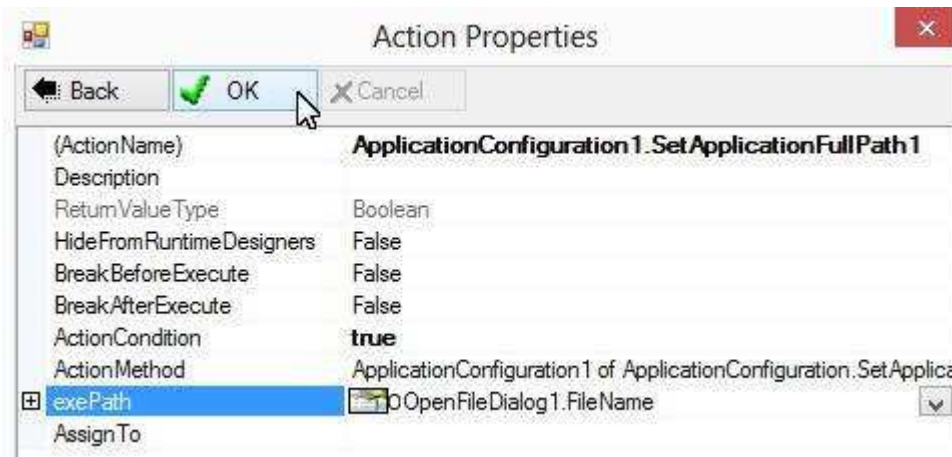 Action Properties
Back OK Cancel
(ActionName) ApplicationConfiguration1.SetApplicationFullPath1
Description
ReturnValueType Boolean
HideFromRuntimeDesigners False
BreakBeforeExecute False
BreakAfterExecute False
ActionCondition true
ActionMethod ApplicationConfiguration1 of ApplicationConfiguration.SetApplica
exePath OpenFileDialog1.FileName
AssignTo